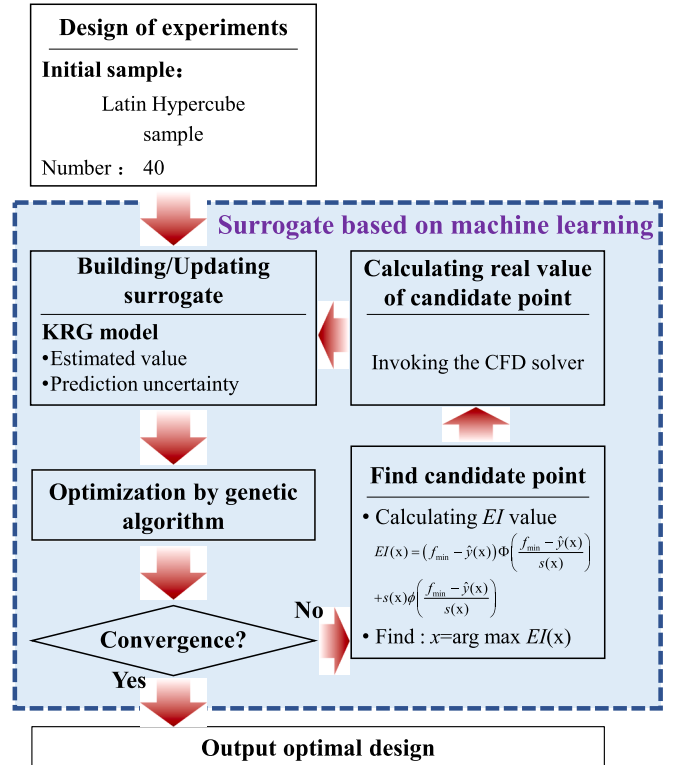 Design of experiments
Initial sample：
Latin Hypercube
sample
Number： 40
Surrogate based on machine learning
Building/Updating
surrogate
KRG model
•Estimated value
•Prediction uncertainty
Calculating real value
of candidate point
Invoking the CFD solver
Optimization by genetic
algorithm
Find candidate point
• Calculating EI value
EI(x) = (f_min − ŷ(x)) Φ( (f_min − ŷ(x)) / s(x) )
+s(x)ϕ( (f_min − ŷ(x)) / s(x) )
• Find : x=arg max EI(x)
Convergence?
No
Yes
Output optimal design